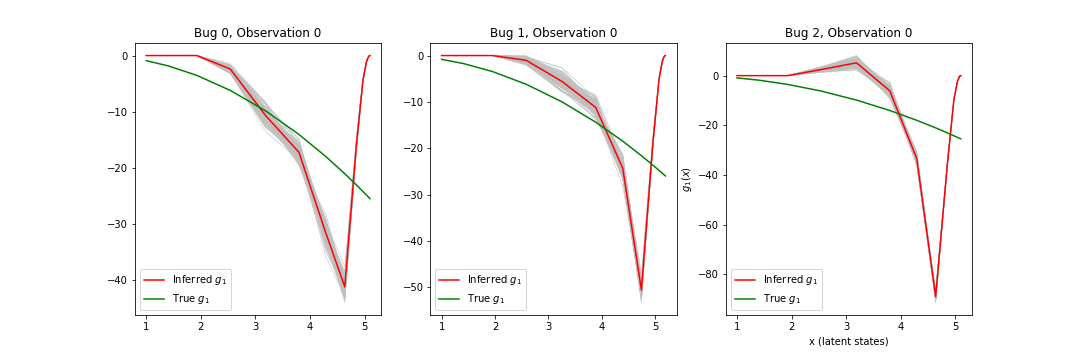 Bug 0, Observation 0
0
−10
−20
−30
−40
1 2 3 4 5
Inferred g₁
True g₁
Bug 1, Observation 0
0
−10
−20
−30
−40
−50
1 2 3 4 5
Inferred g₁
True g₁
Bug 2, Observation 0
g₁(x)
0
−20
−40
−60
−80
1 2 3 4 5
x (latent states)
Inferred g₁
True g₁